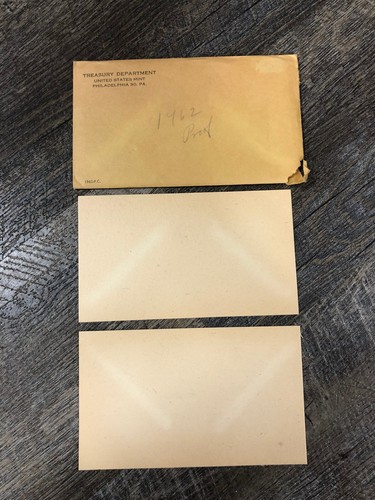 TREASURY DEPARTMENT
UNITED STATES MINT
PHILADELPHIA 30, PA.
1962
Proof